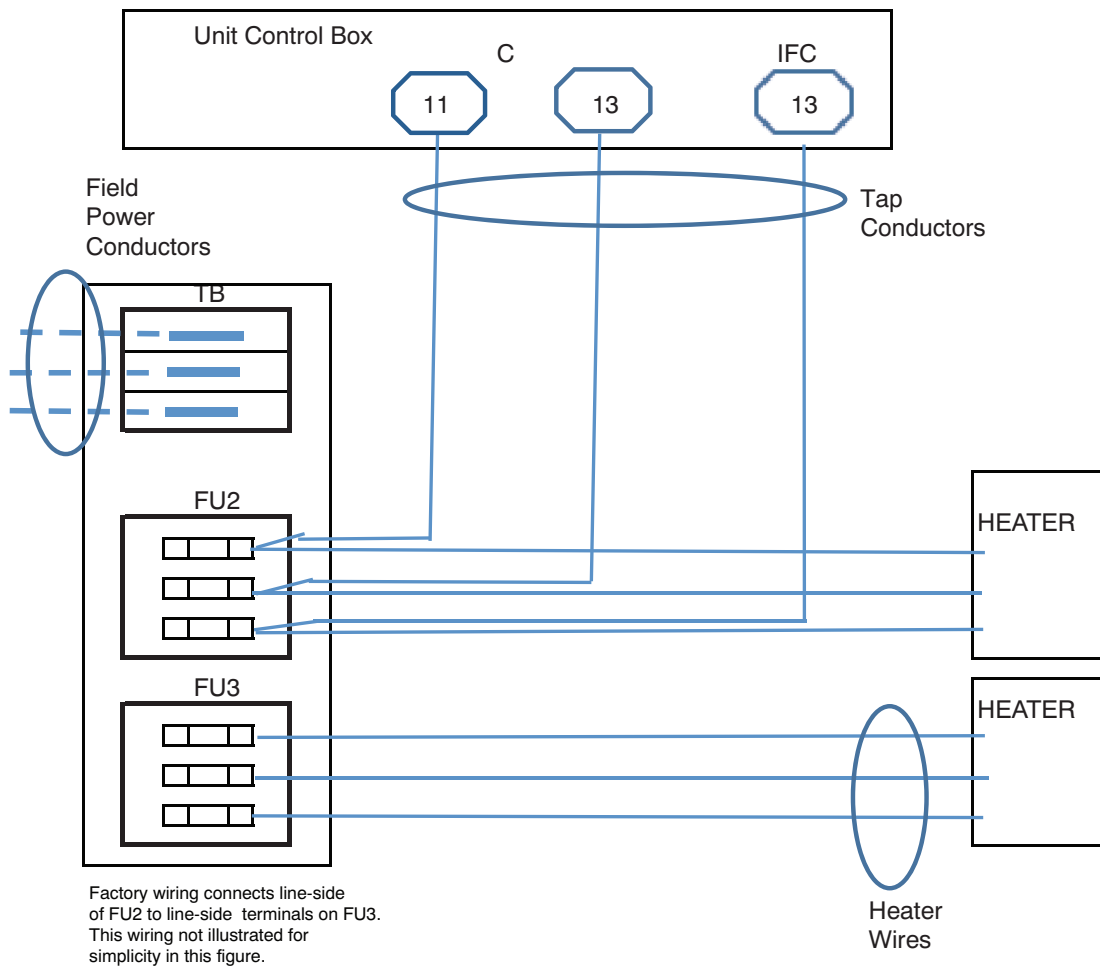 Unit Control Box
C
IFC
11
13
13
Field
Power
Conductors
Tap
Conductors
TB
FU2
HEATER
FU3
HEATER
Factory wiring connects line-side
of FU2 to line-side terminals on FU3.
This wiring not illustrated for
simplicity in this figure.
Heater
Wires